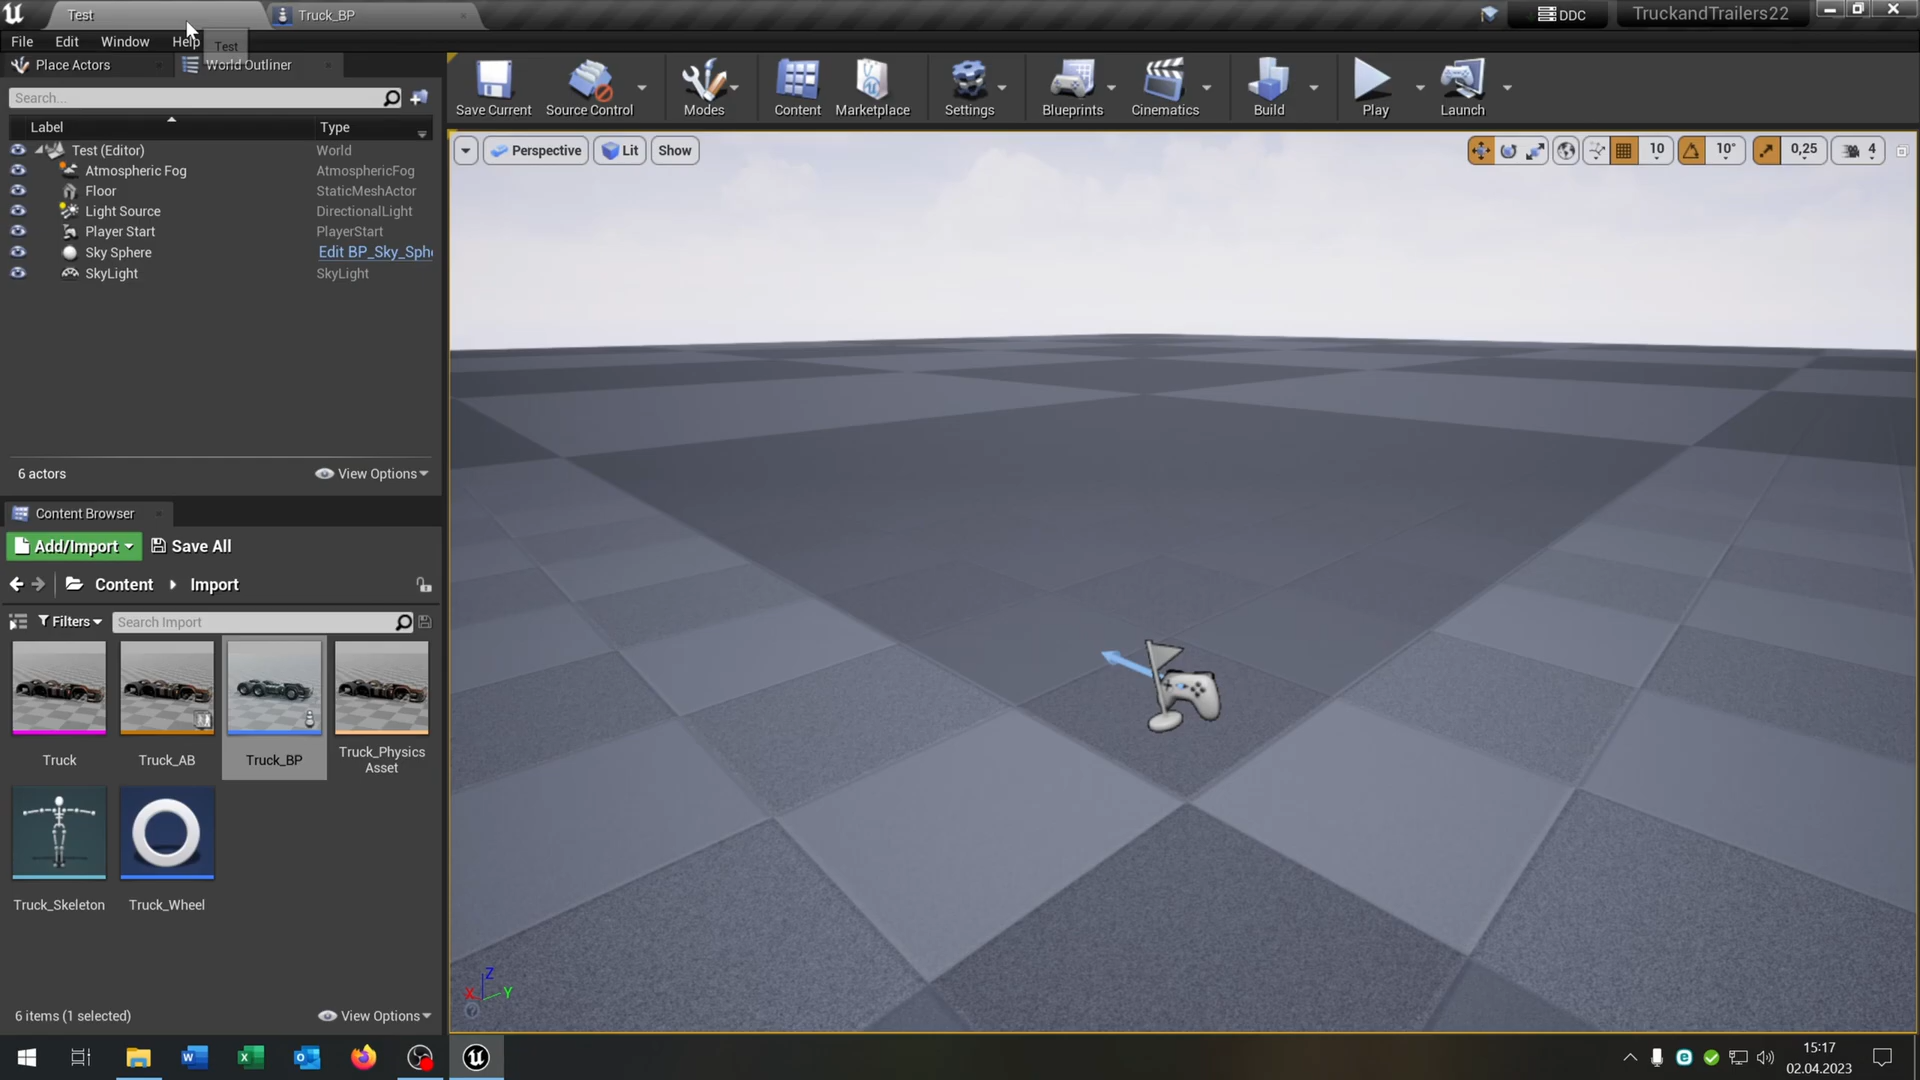 Test
Truck_BP
DDC
TruckandTrailers22
File
Edit
Window
Help
Test
Place Actors
World Outliner
Search...
Label
Type
Test (Editor)
World
Atmospheric Fog
AtmosphericFog
Floor
StaticMeshActor
Light Source
DirectionalLight
Player Start
PlayerStart
Sky Sphere
Edit BP_Sky_Sphe
SkyLight
SkyLight
6 actors
View Options
Save Current
Source Control
Modes
Content
Marketplace
Settings
Blueprints
Cinematics
Build
Play
Launch
Perspective
Lit
Show
10
10°
0,25
4
Content Browser
Add/Import
Save All
Content
Import
Filters
Search Import
Truck
Truck_AB
Truck_BP
Truck_Physics
Asset
Truck_Skeleton
Truck_Wheel
6 items (1 selected)
View Options
Z
X
Y
15:17
02.04.2023